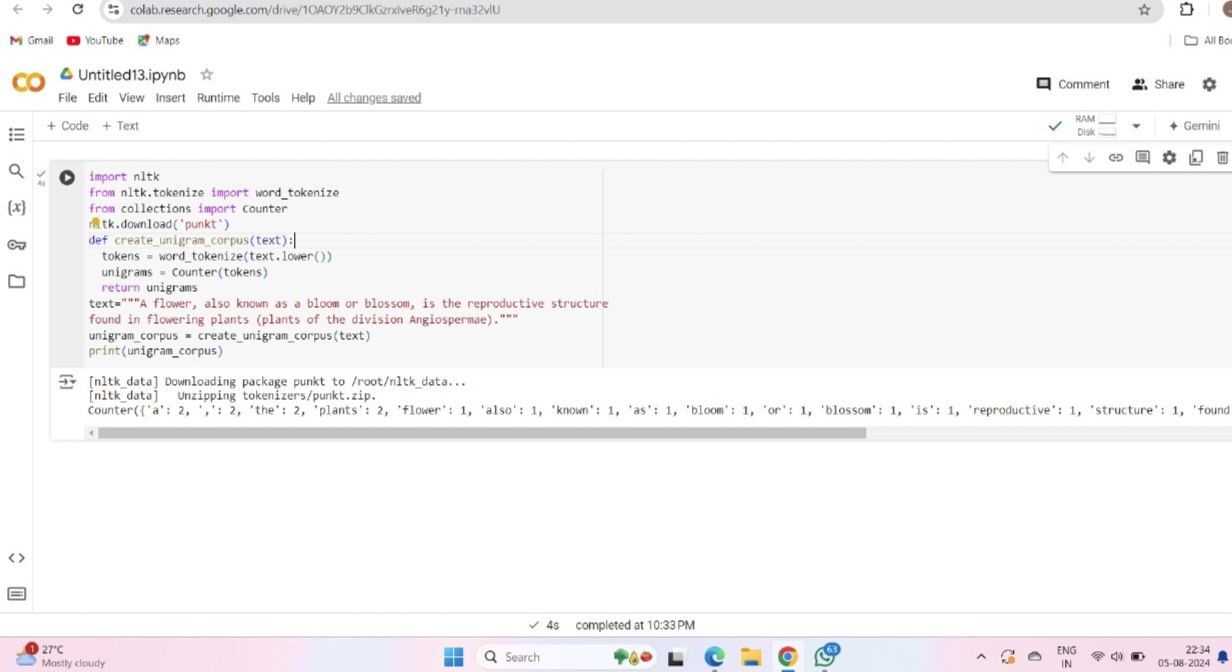 colab.research.google.com/drive/1OAOY2b9ClkGzrxlveR6g21y-rna32vlU
Gmail YouTube Maps All Boo
Untitled13.ipynb
Comment Share
File Edit View Insert Runtime Tools Help All changes saved
+ Code + Text
RAM
Disk
Gemini
4s
import nltk
from nltk.tokenize import word_tokenize
from collections import Counter
nltk.download('punkt')
def create_unigram_corpus(text):
tokens = word_tokenize(text.lower())
unigrams = Counter(tokens)
return unigrams
text="""A flower, also known as a bloom or blossom, is the reproductive structure
found in flowering plants (plants of the division Angiospermae)."""
unigram_corpus = create_unigram_corpus(text)
print(unigram_corpus)
[nltk_data] Downloading package punkt to /root/nltk_data...
[nltk_data] Unzipping tokenizers/punkt.zip.
Counter({'a': 2, ',': 2, 'the': 2, 'plants': 2, 'flower': 1, 'also': 1, 'known': 1, 'as': 1, 'bloom': 1, 'or': 1, 'blossom': 1, 'is': 1, 'reproductive': 1, 'structure': 1, 'found
4s completed at 10:33 PM
1
27°C
Mostly cloudy
Search
63
ENG
IN
22:34
05-08-2024